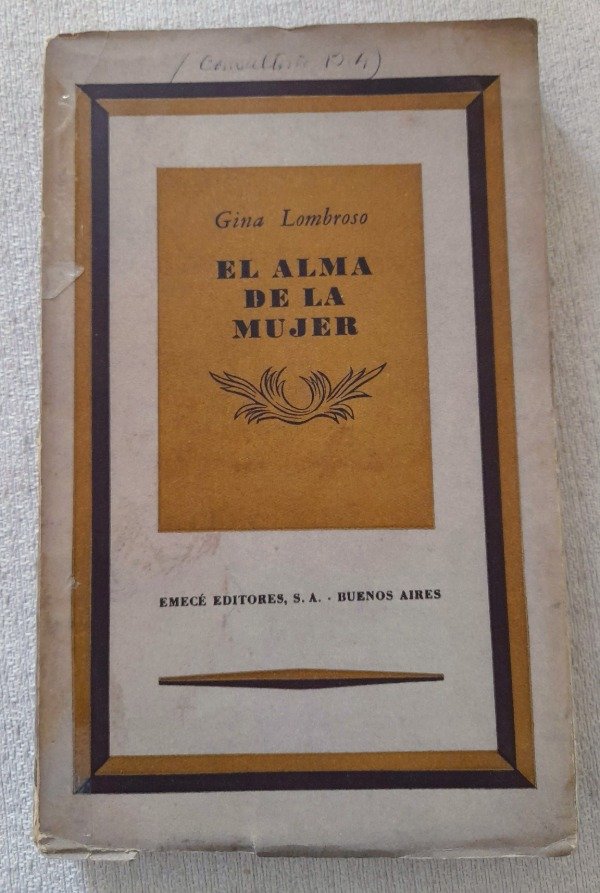 Gina Lombroso
EL ALMA
DE LA
MUJER
EMECÉ EDITORES, S. A. · BUENOS AIRES